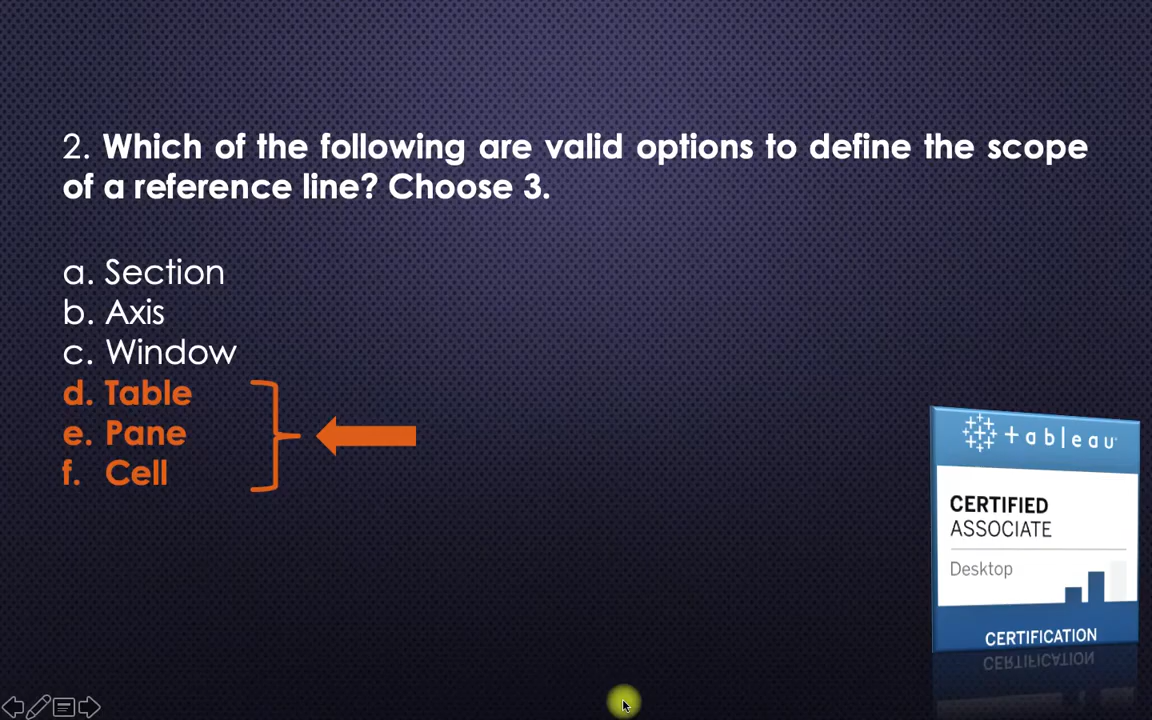 2. Which of the following are valid options to define the scope
of a reference line? Choose 3.
a. Section
b. Axis
c. Window
d. Table
e. Pane
f. Cell
+ableau
CERTIFIED
ASSOCIATE
Desktop
CERTIFICATION